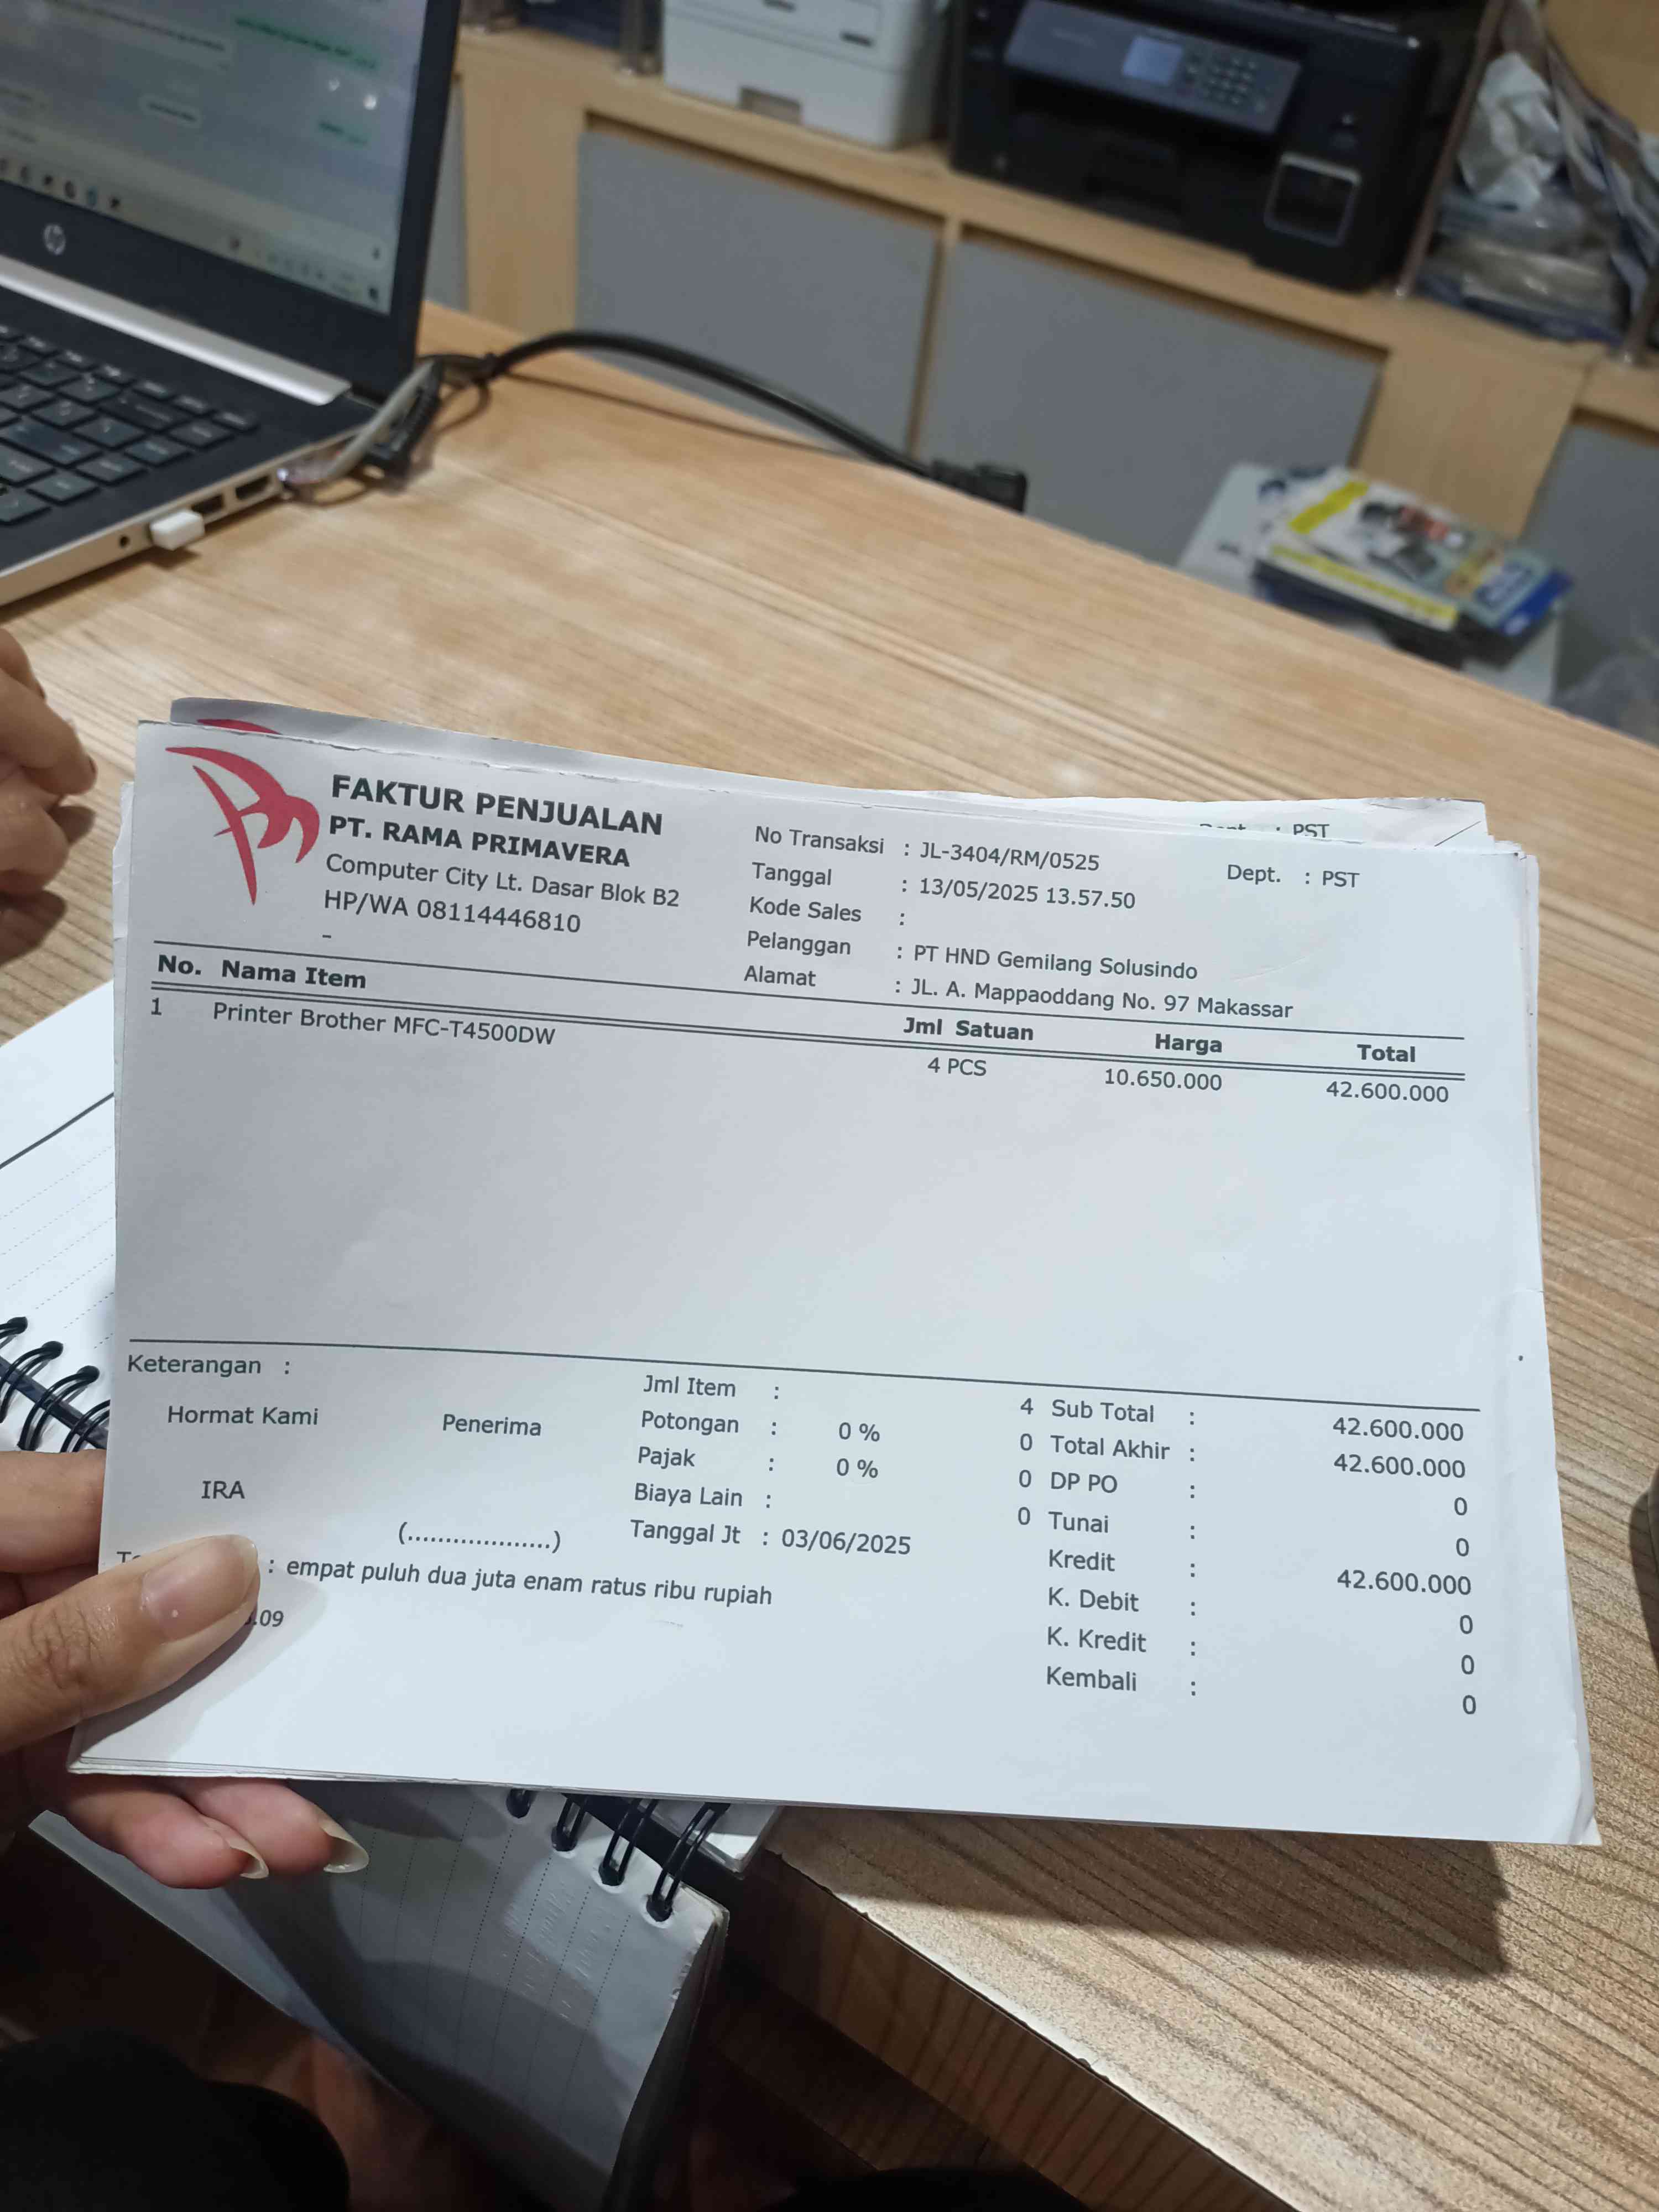 FAKTUR PENJUALAN
PT. RAMA PRIMAVERA
Computer City Lt. Dasar Blok B2
HP/WA 08114446810
-
No Transaksi : JL-3404/RM/0525
Tanggal : 13/05/2025 13.57.50
Kode Sales :
Pelanggan : PT HND Gemilang Solusindo
Alamat : JL. A. Mappaoddang No. 97 Makassar
: PST
Dept. : PST
No. Nama Item Jml Satuan Harga Total
1 Printer Brother MFC-T4500DW 4 PCS 10.650.000 42.600.000
Keterangan :
Hormat Kami Penerima
IRA
(...................)
Jml Item : 4
Potongan : 0 % 0
Pajak : 0 % 0
Biaya Lain : 0
Tanggal Jt : 03/06/2025
Sub Total : 42.600.000
Total Akhir : 42.600.000
DP PO : 0
Tunai : 0
Kredit : 42.600.000
K. Debit : 0
K. Kredit : 0
Kembali : 0
: empat puluh dua juta enam ratus ribu rupiah
.09
hp